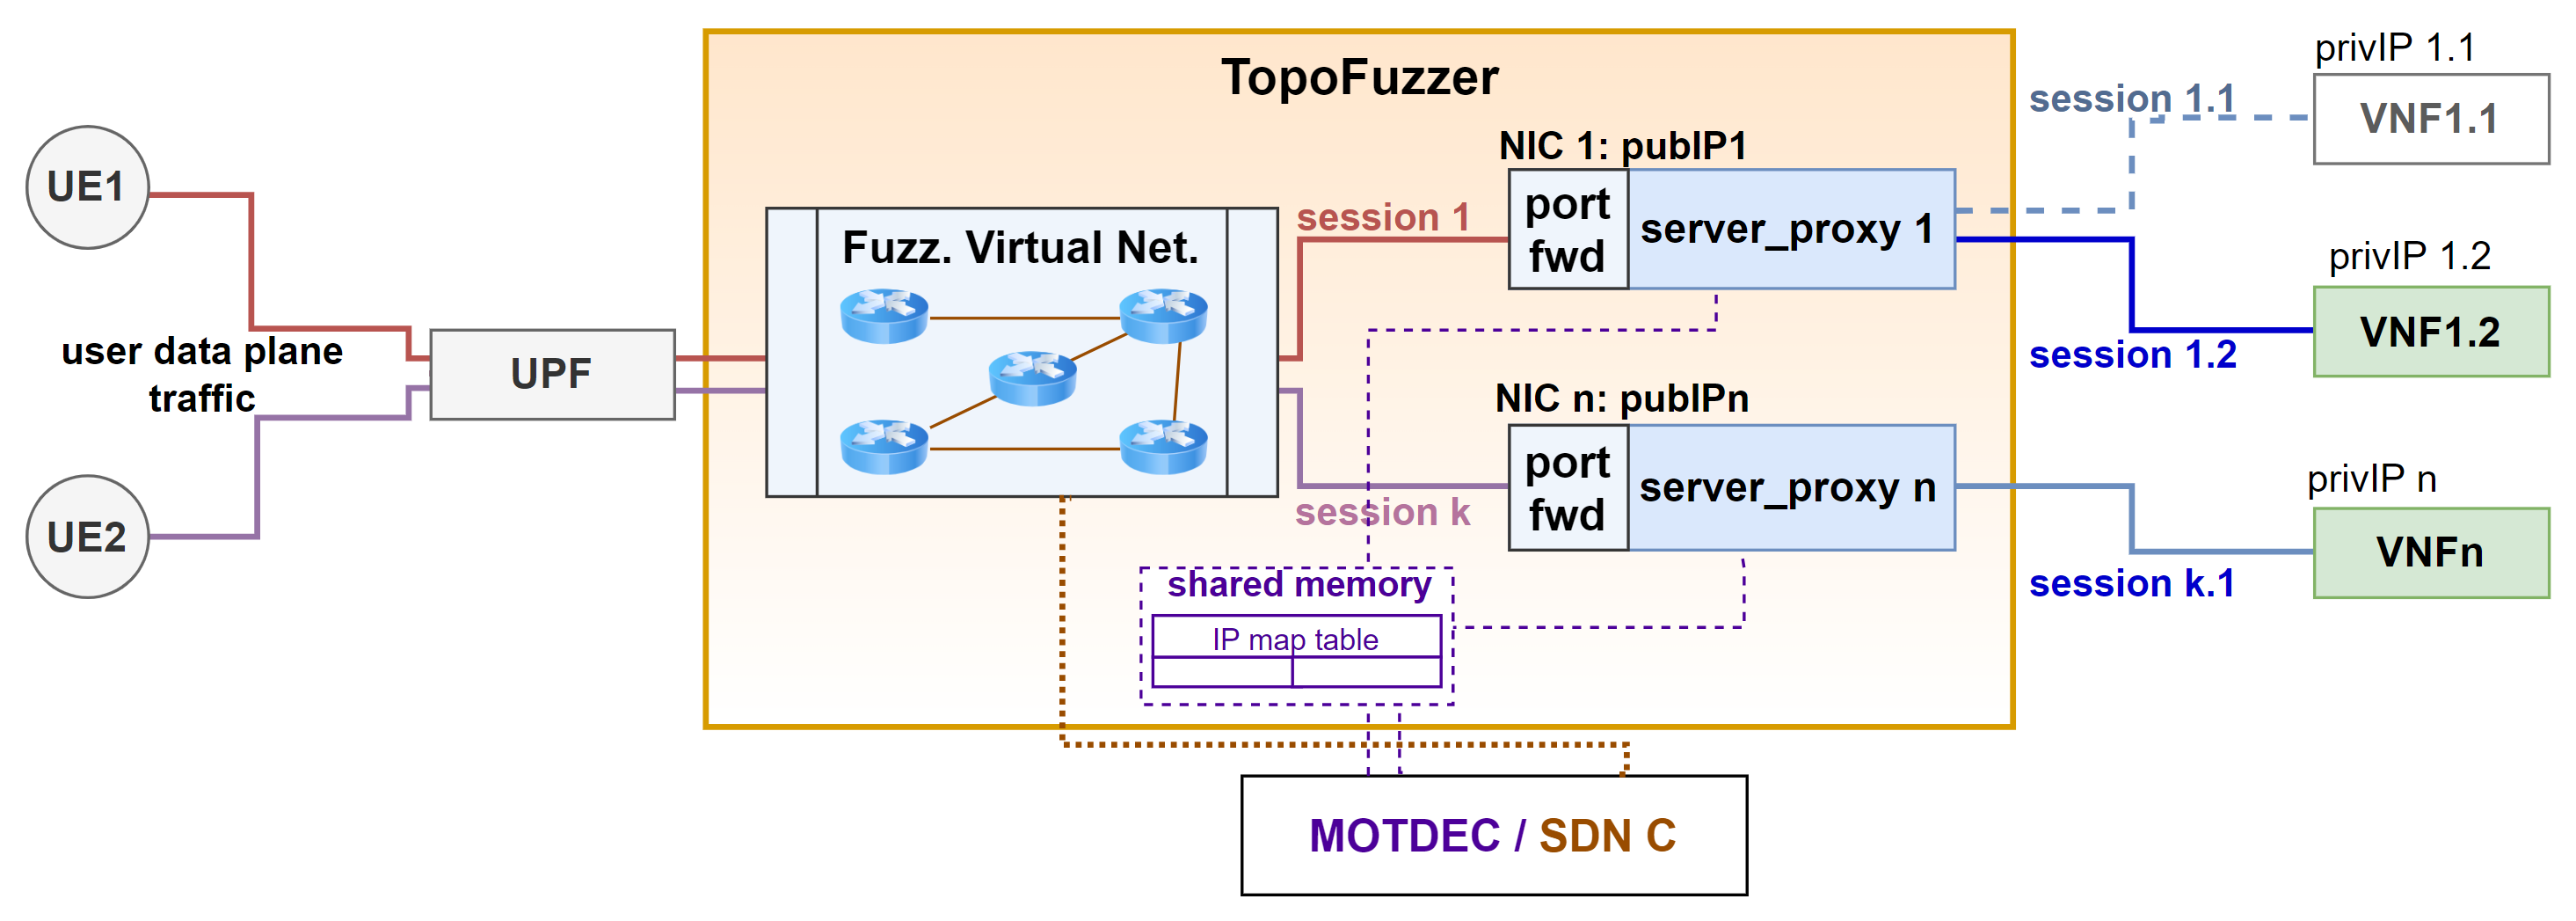 TopoFuzzer
UE1
UE2
user data plane
traffic
UPF
Fuzz. Virtual Net.
session 1
session k
NIC 1: pubIP1
port
fwd
server_proxy 1
NIC n: pubIPn
port
fwd
server_proxy n
shared memory
IP map table
MOTDEC / SDN C
session 1.1
privIP 1.1
VNF1.1
privIP 1.2
VNF1.2
session 1.2
privIP n
VNFn
session k.1